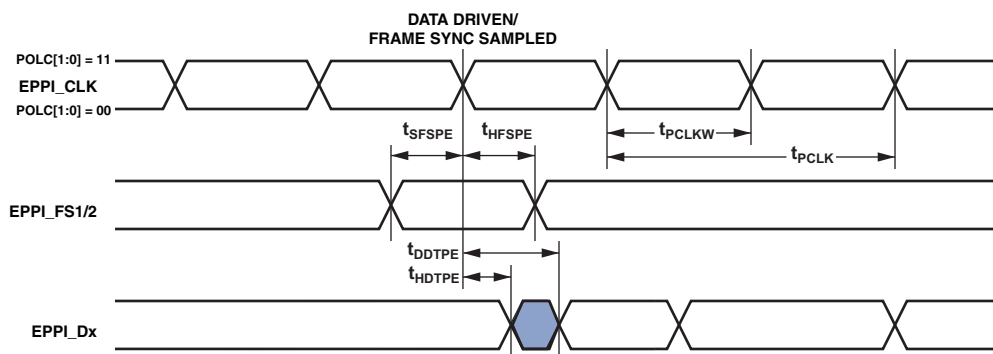 DATA DRIVEN/
FRAME SYNC SAMPLED
POLC[1:0] = 11
EPPI_CLK
POLC[1:0] = 00
tSFSPE
tHFSPE
tPCLKW
tPCLK
EPPI_FS1/2
tDDTPE
tHDTPE
EPPI_Dx